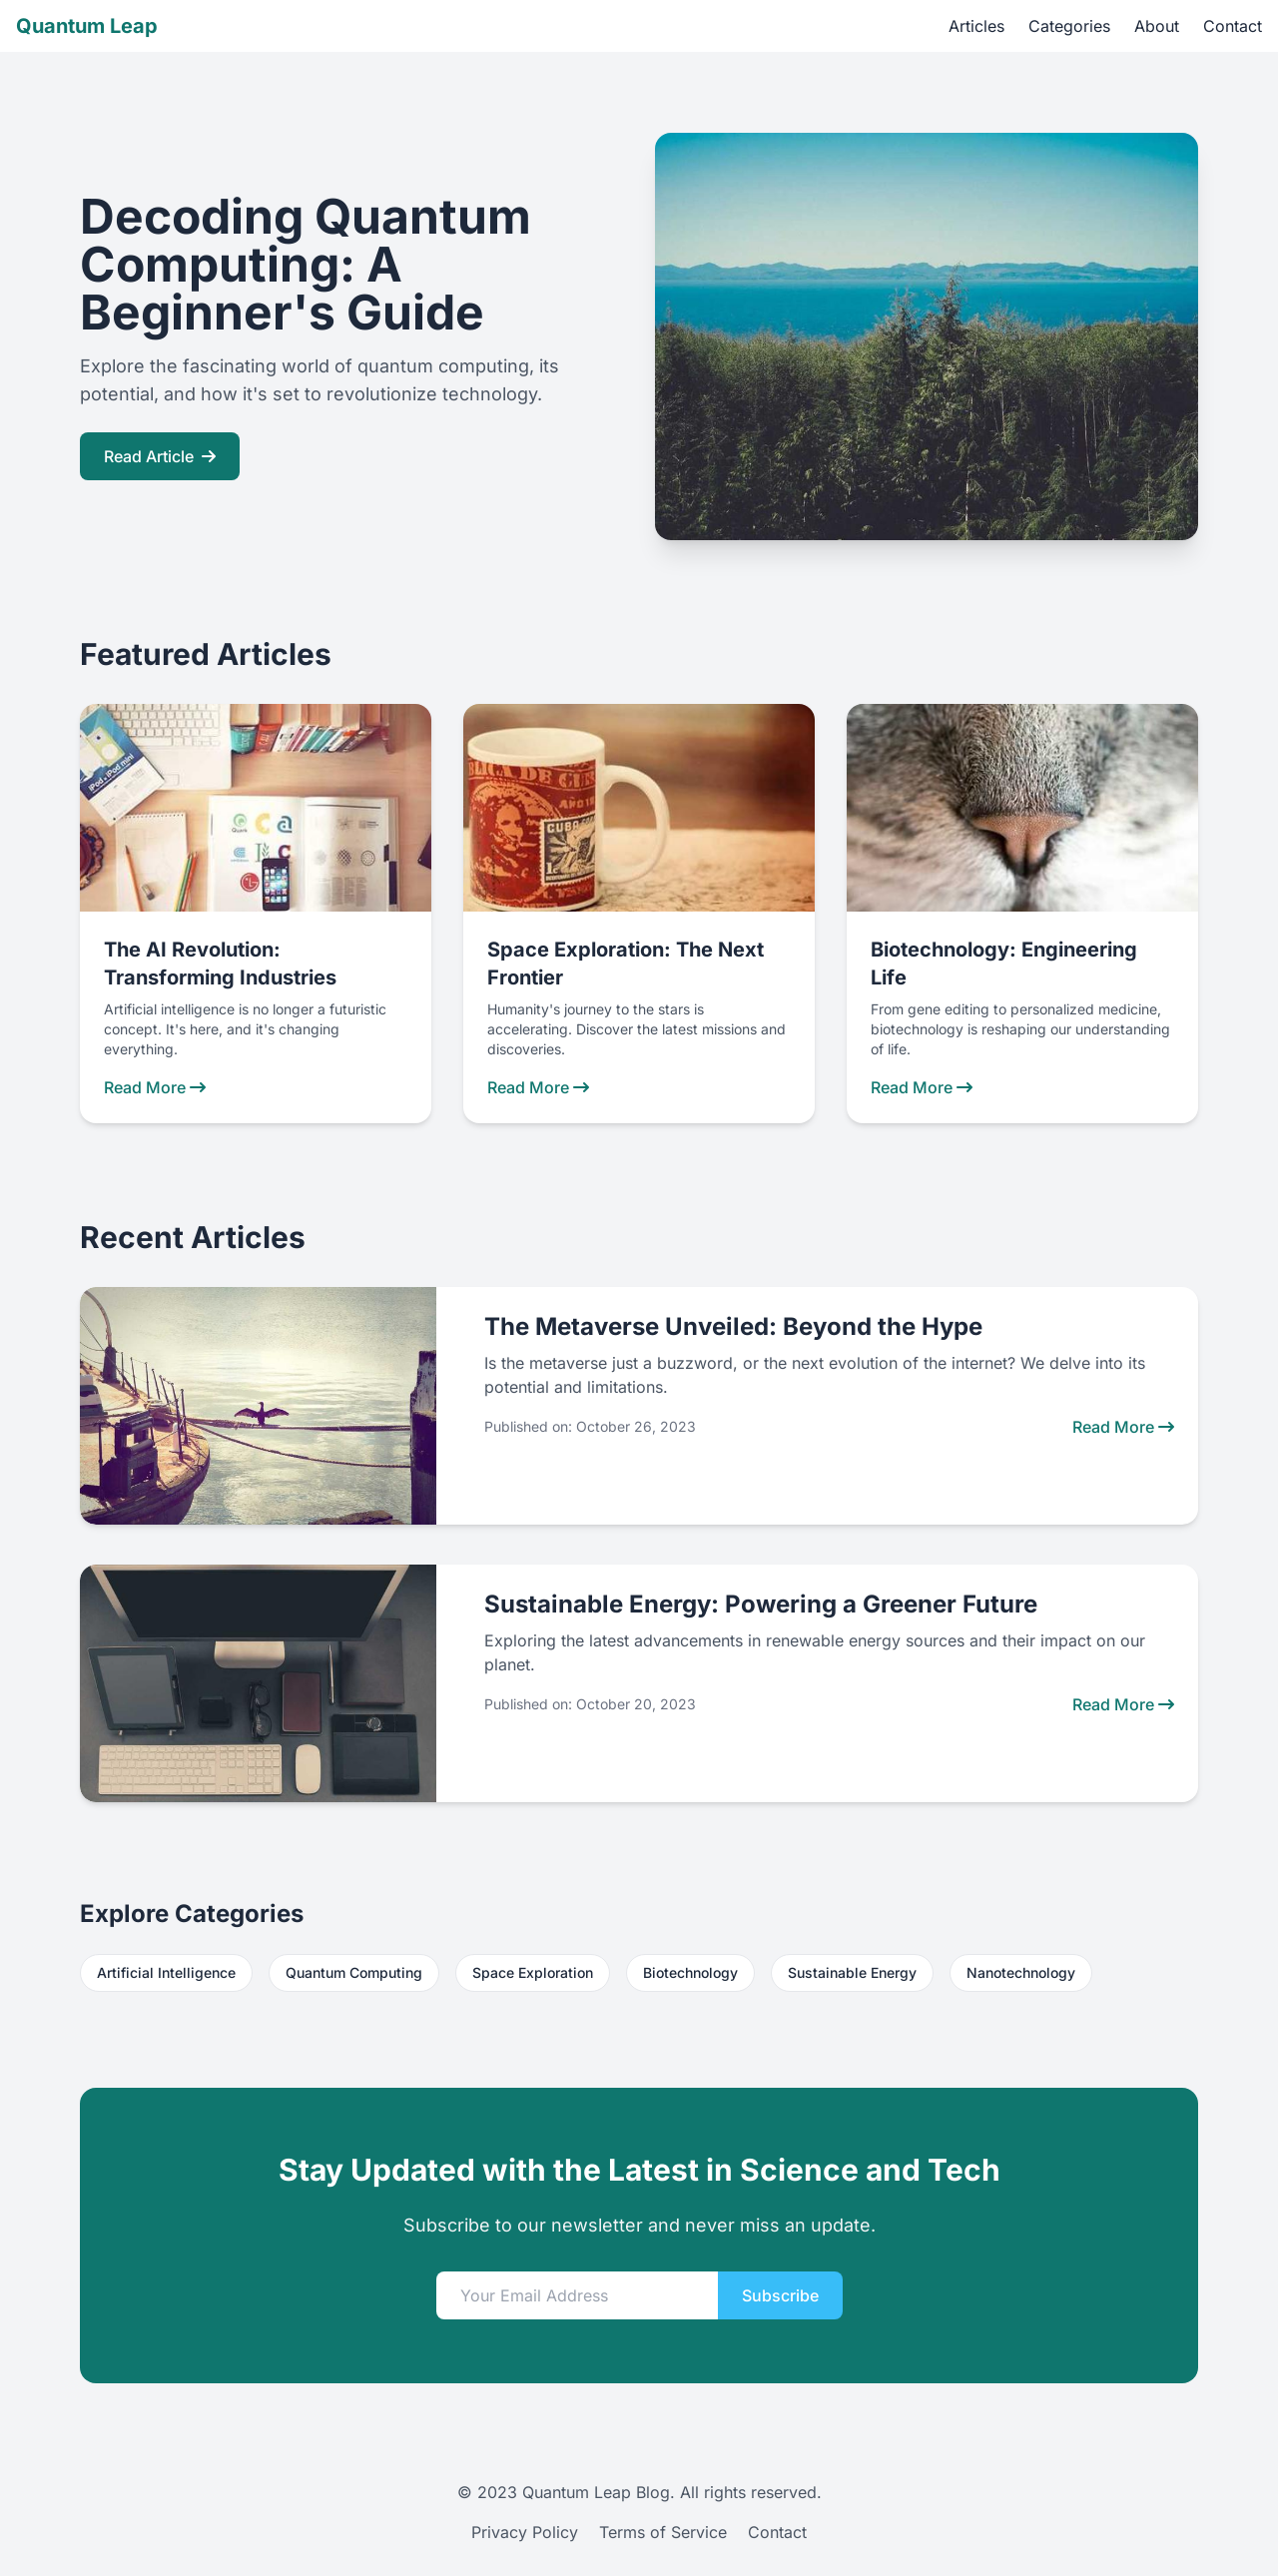 Quantum Leap
Articles
Categories
About
Contact
Decoding Quantum
Computing: A
Beginner's Guide
Explore the fascinating world of quantum computing, its
potential, and how it's set to revolutionize technology.
Read Article
Featured Articles
The AI Revolution:
Transforming Industries
Artificial intelligence is no longer a futuristic
concept. It's here, and it's changing
everything.
Read More
Space Exploration: The Next
Frontier
Humanity's journey to the stars is
accelerating. Discover the latest missions and
discoveries.
Read More
Biotechnology: Engineering
Life
From gene editing to personalized medicine,
biotechnology is reshaping our understanding
of life.
Read More
Recent Articles
The Metaverse Unveiled: Beyond the Hype
Is the metaverse just a buzzword, or the next evolution of the internet? We delve into its
potential and limitations.
Published on: October 26, 2023
Read More
Sustainable Energy: Powering a Greener Future
Exploring the latest advancements in renewable energy sources and their impact on our
planet.
Published on: October 20, 2023
Read More
Explore Categories
Artificial Intelligence
Quantum Computing
Space Exploration
Biotechnology
Sustainable Energy
Nanotechnology
Stay Updated with the Latest in Science and Tech
Subscribe to our newsletter and never miss an update.
Your Email Address
Subscribe
© 2023 Quantum Leap Blog. All rights reserved.
Privacy Policy
Terms of Service
Contact